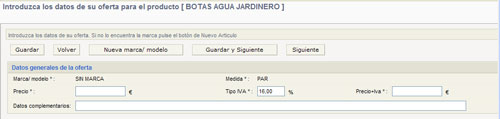 Introduzca los datos de su oferta para el producto [ BOTAS AGUA JARDINERO ]
Introduzca los datos de su oferta. Si no lo encuentra la marca pulse el botón de Nuevo Articulo
Guardar Volver Nueva marca/ modelo Guardar y Siguiente Siguiente
Datos generales de la oferta
Marca/ modelo * : SIN MARCA Medida * : PAR
Precio * : € Tipo IVA * : 16,00 % Precio+iva * : €
Datos complementarios: